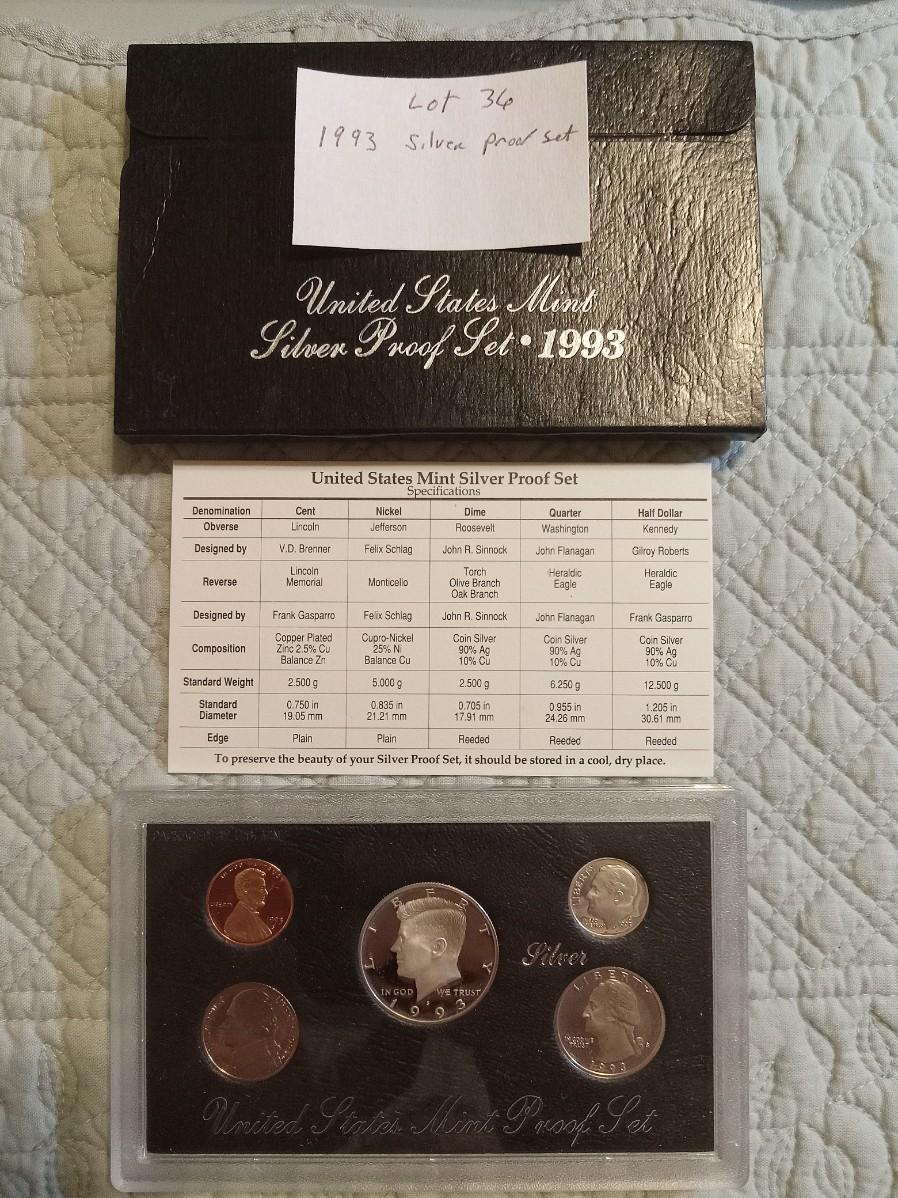 Lot 36
1993 Silver proof set
United States Mint
Silver Proof Set • 1993
United States Mint Silver Proof Set
Specifications
Denomination Cent Nickel Dime Quarter Half Dollar
Obverse Lincoln Jefferson Roosevelt Washington Kennedy
Designed by V.D. Brenner Felix Schlag John R. Sinnock John Flanagan Gilroy Roberts
Reverse Lincoln Memorial Monticello Torch Olive Branch Oak Branch Heraldic Eagle Heraldic Eagle
Designed by Frank Gasparro Felix Schlag John R. Sinnock John Flanagan Frank Gasparro
Composition Copper Plated Zinc 2.5% Cu Balance Zn Cupro-Nickel 25% Ni Balance Cu Coin Silver 90% Ag 10% Cu Coin Silver 90% Ag 10% Cu Coin Silver 90% Ag 10% Cu
Standard Weight 2.500 g 5.000 g 2.500 g 6.250 g 12.500 g
Standard Diameter 0.750 in 19.05 mm 0.835 in 21.21 mm 0.705 in 17.91 mm 0.955 in 24.26 mm 1.205 in 30.61 mm
Edge Plain Plain Reeded Reeded Reeded
To preserve the beauty of your Silver Proof Set, it should be stored in a cool, dry place.
LIBERTY
1993
LIBERTY
IN GOD WE TRUST
1993
LIBERTY
Silver
LIBERTY
1993
United States Mint Proof Set